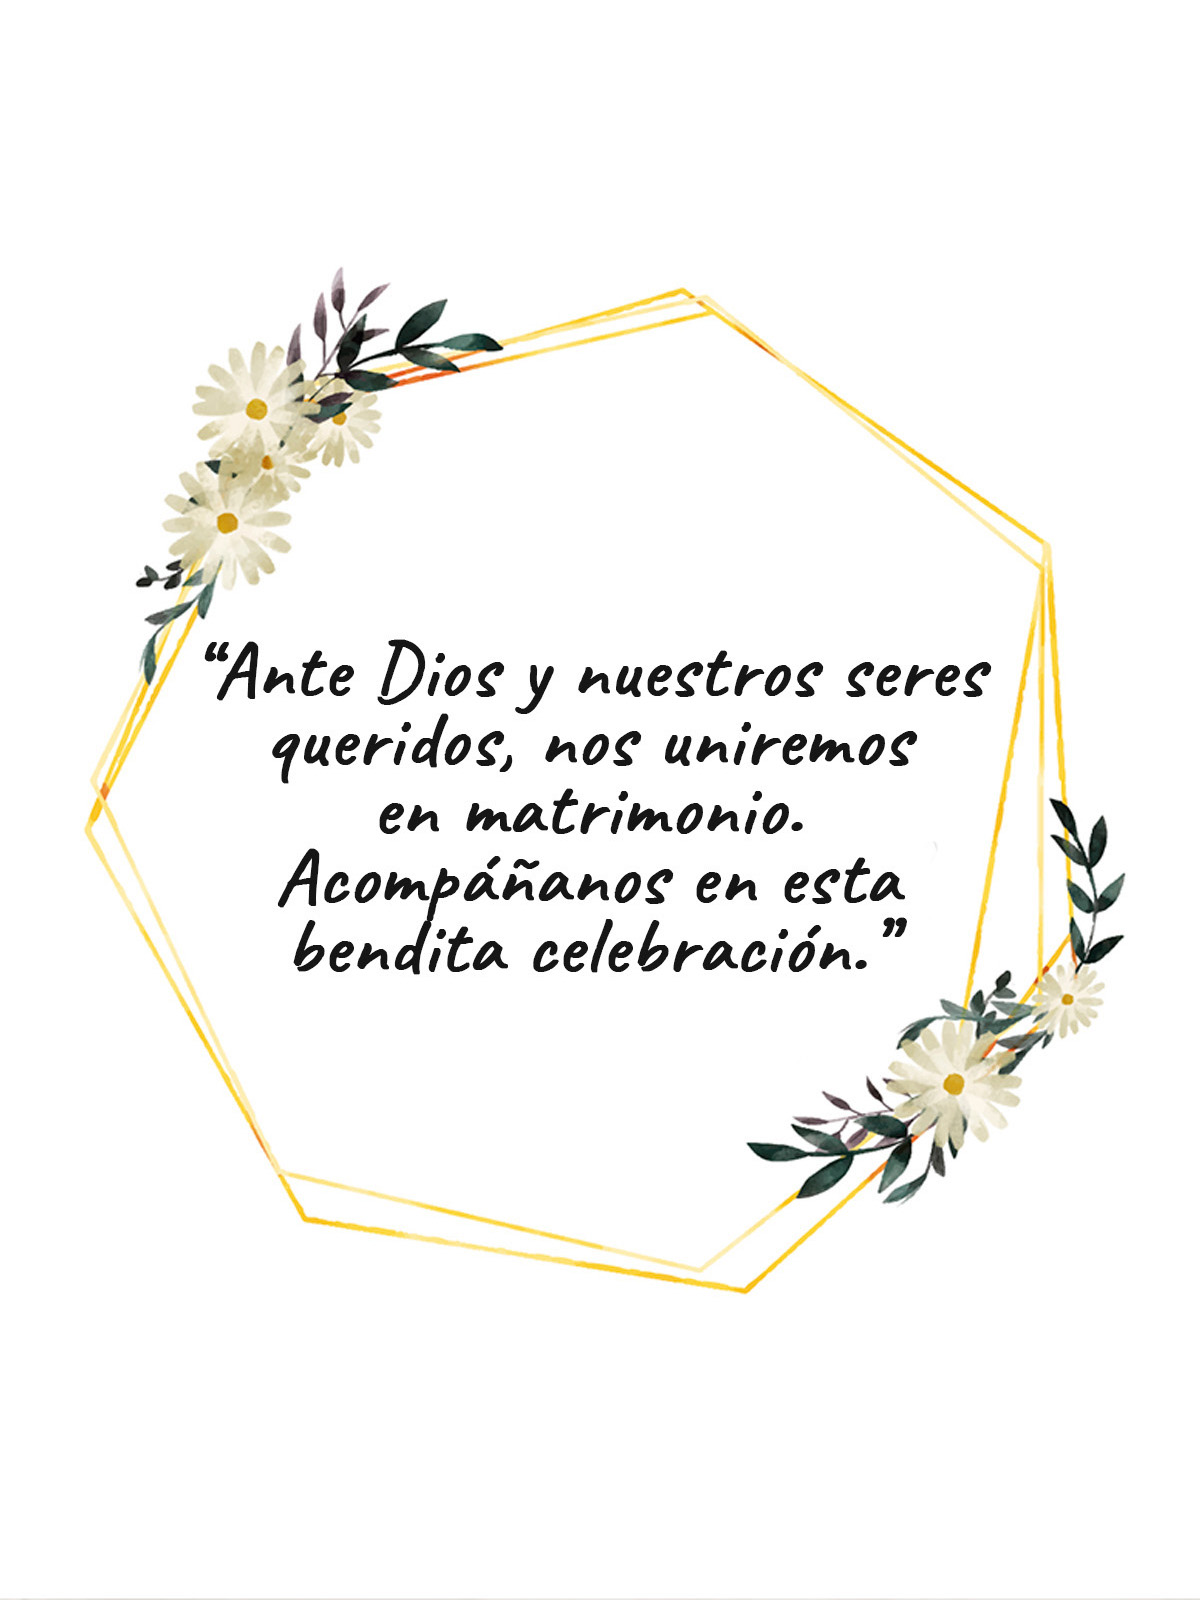 “Ante Dios y nuestros seres
queridos, nos uniremos
en matrimonio.
Acompáñanos en esta
bendita celebración.”